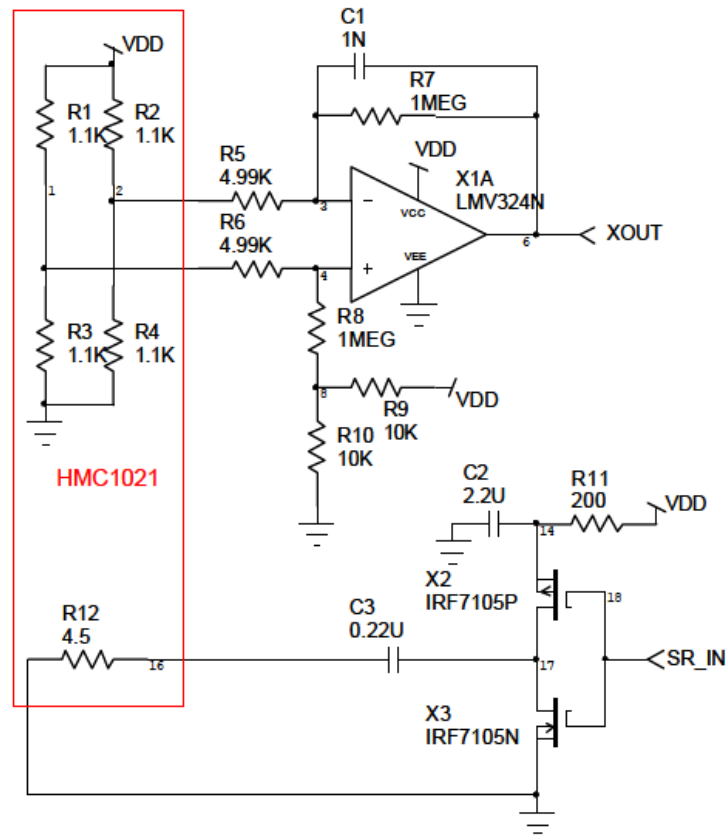 C1
1N
VDD
R7
1MEG
R1
1.1K
R2
1.1K
VDD
R5
4.99K
X1A
LMV324N
1
2
3
VCC
R6
4.99K
6
XOUT
VEE
4
R3
1.1K
R4
1.1K
R8
1MEG
8
VDD
R9
10K
R10
10K
HMC1021
C2
2.2U
R11
200
VDD
14
X2
IRF7105P
18
R12
4.5
C3
0.22U
16
17
SR_IN
X3
IRF7105N